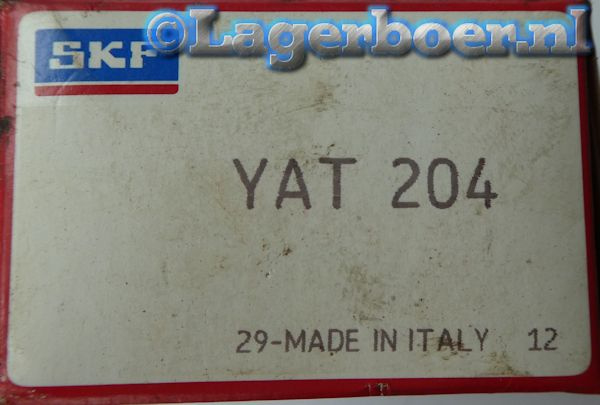 ©Lagerboer.nl
SKF
YAT 204
29-MADE IN ITALY 12